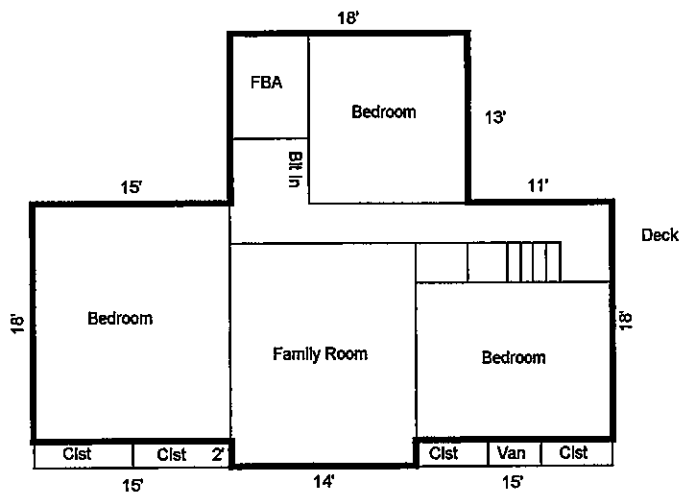 18'
FBA
Bedroom
13'
Blt In
15'
11'
Deck
18'
Bedroom
Family Room
Bedroom
18'
Clst
Clst
2'
Clst
Van
Clst
15'
14'
15'